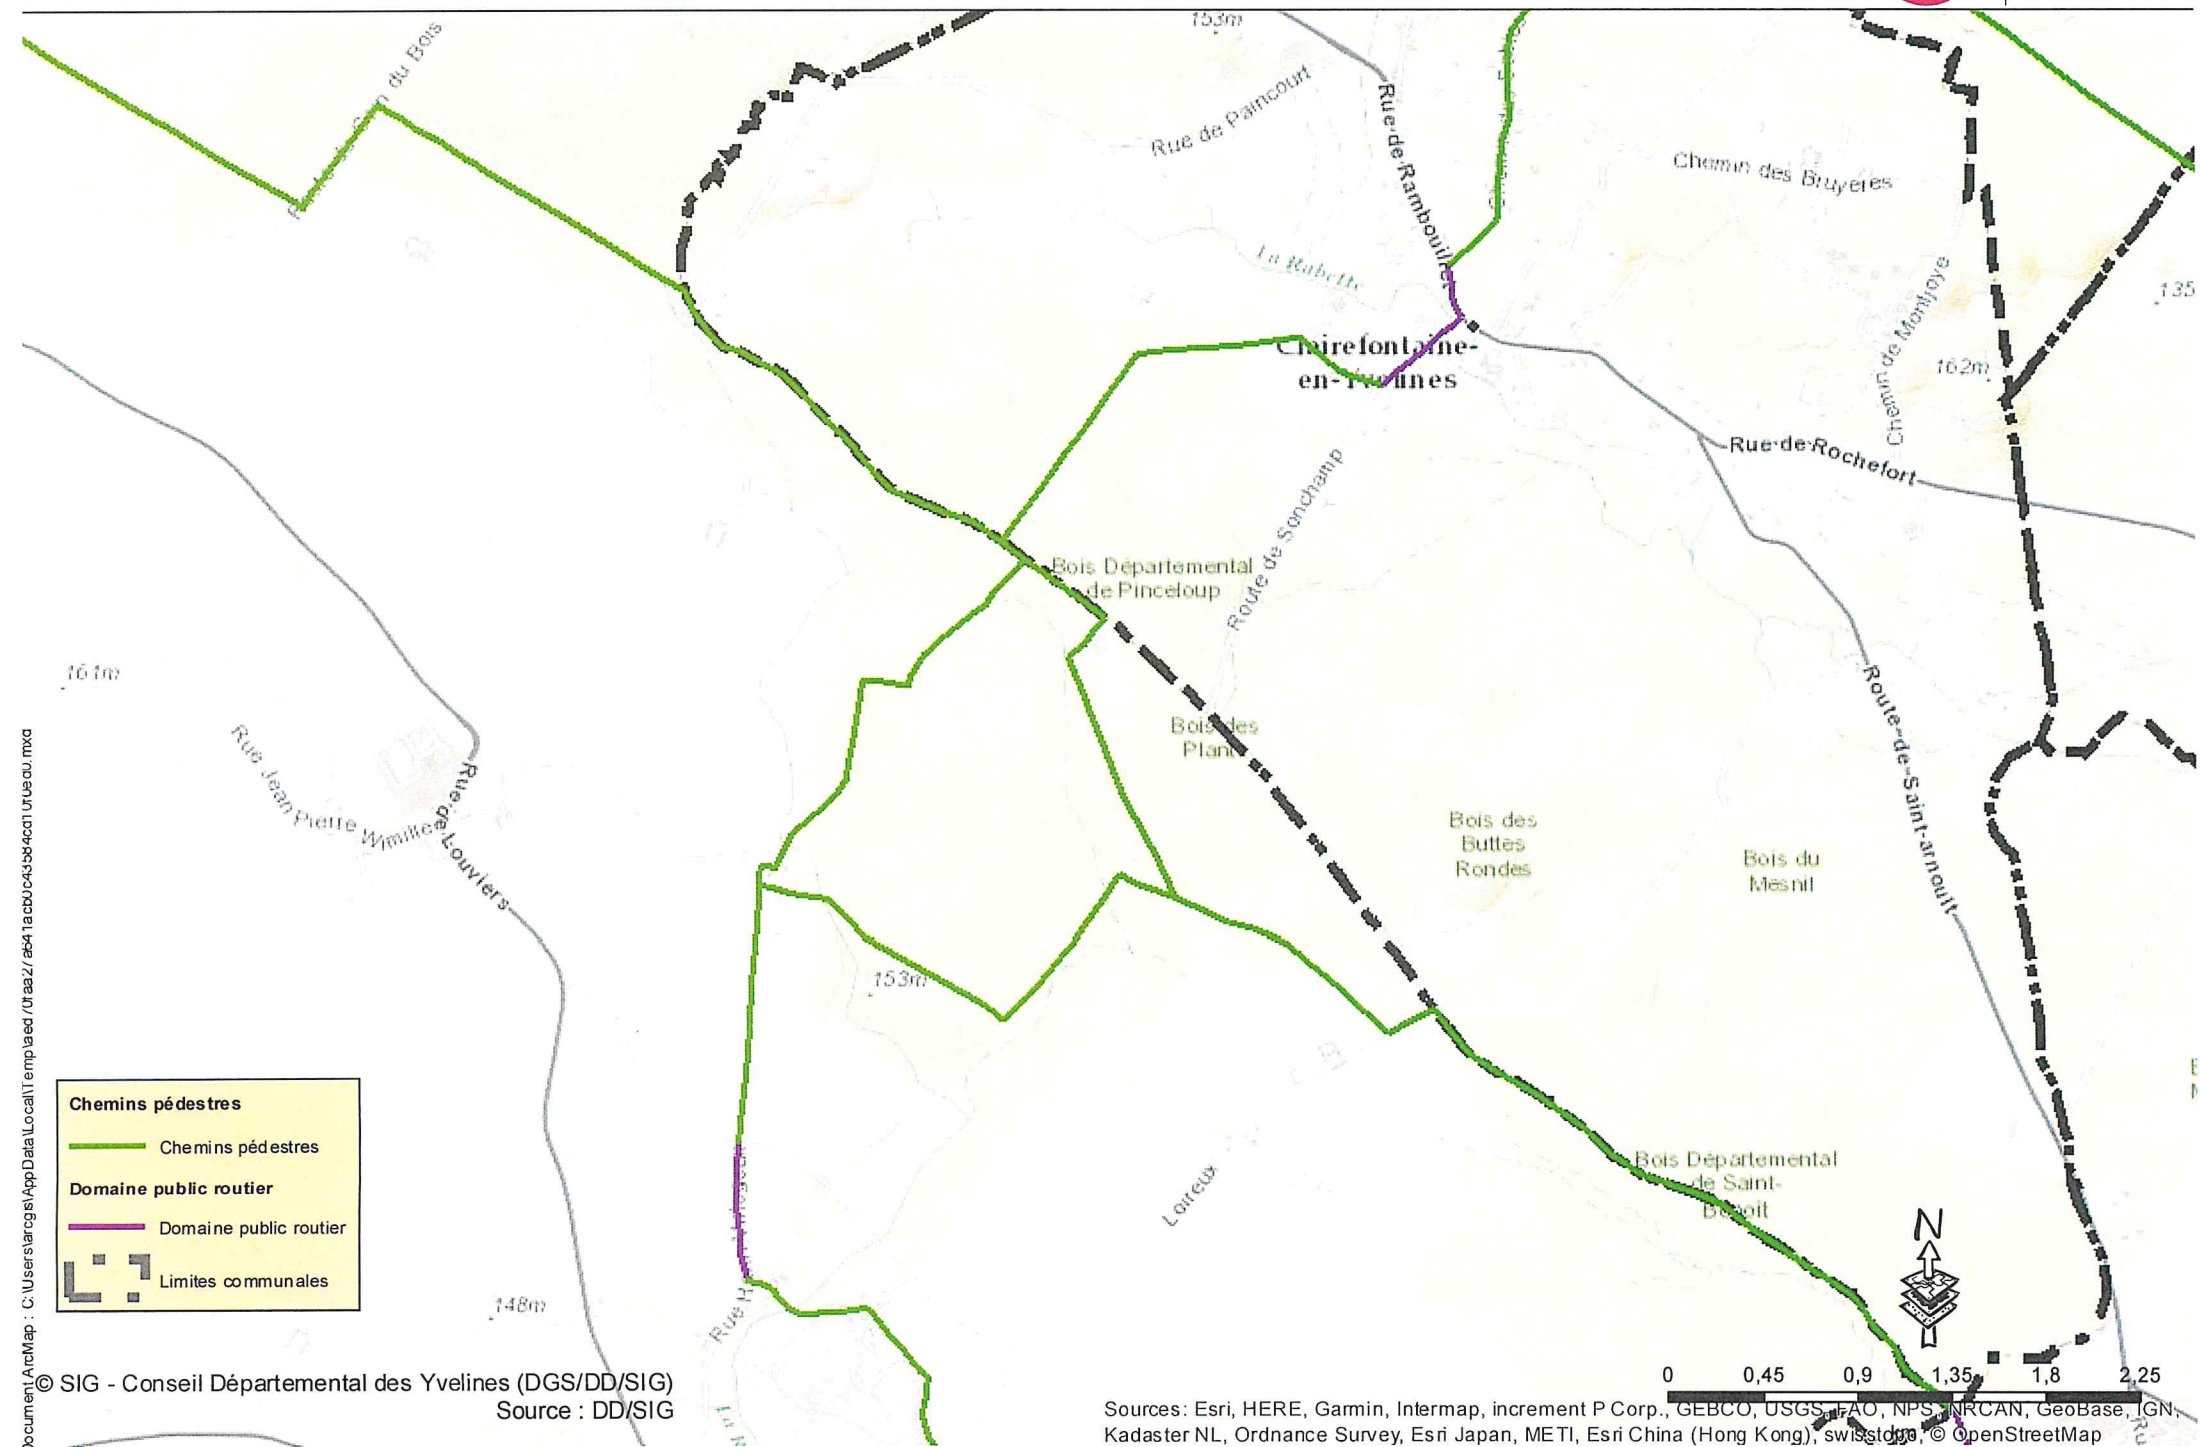 153m
du Bois
Rue de Paincourt
Rue de Rambouillet
Chemin des Bruyeres
La Rabette
Chemin de Montjoye
135
Clairefontaine-
en-Yvelines
162m
Rue de Rochefort
Route de Sonchamp
Bois Départemental
de Pinceloup
161m
Route de Saint-arnoult
Bois des
Plant
Rue Jean Pierre Wimille
Rue de Louviers
Bois des
Buttes
Rondes
Bois du
Mesnil
153m
Chemins pédestres
Chemins pédestres
Domaine public routier
Domaine public routier
Limites communales
Loireux
Bois Départemental
de Saint-
Benoit
N
148m
Rue
0 0,45 0,9 1,35 1,8 2,25
km
© SIG - Conseil Départemental des Yvelines (DGS/DD/SIG)
Source : DD/SIG
Sources: Esri, HERE, Garmin, Intermap, increment P Corp., GEBCO, USGS, FAO, NPS, NRCAN, GeoBase, IGN,
Kadaster NL, Ordnance Survey, Esri Japan, METI, Esri China (Hong Kong), swisstopo, © OpenStreetMap